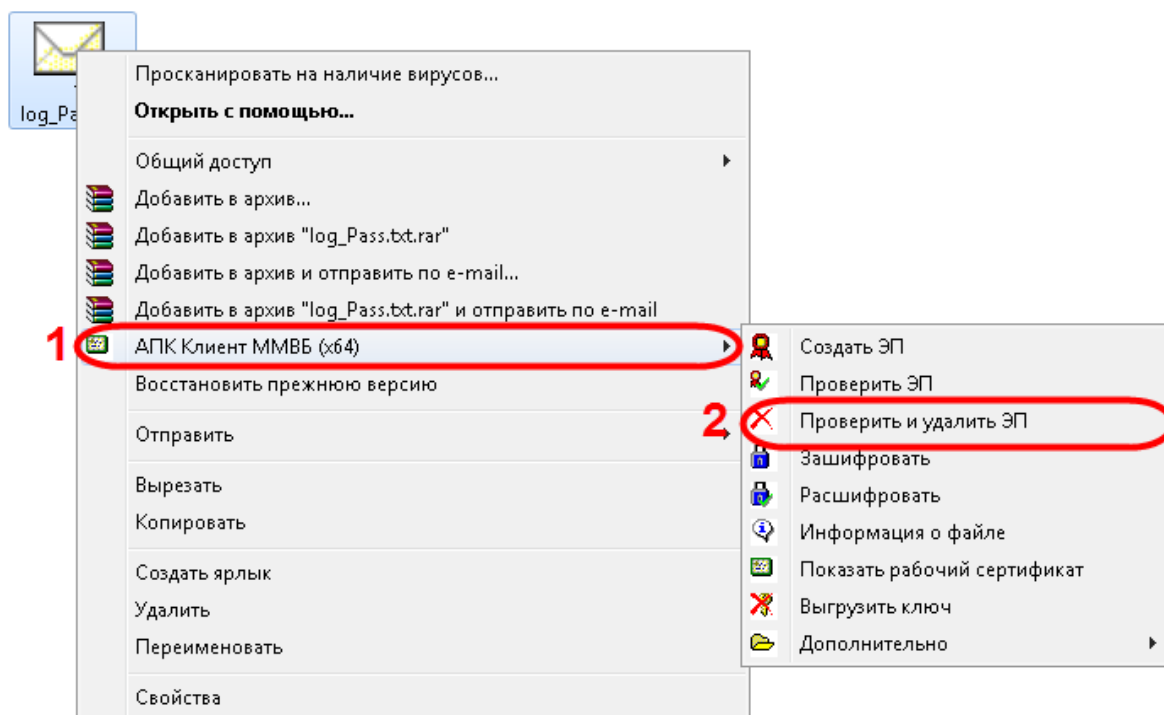 log_Pa
Просканировать на наличие вирусов...
Открыть с помощью...
Общий доступ
Добавить в архив...
Добавить в архив "log_Pass.txt.rar"
Добавить в архив и отправить по e-mail...
Добавить в архив "log_Pass.txt.rar" и отправить по e-mail
1
АПК Клиент ММВБ (x64)
Восстановить прежнюю версию
Отправить
Вырезать
Копировать
Создать ярлык
Удалить
Переименовать
Свойства
Создать ЭП
Проверить ЭП
2
Проверить и удалить ЭП
Зашифровать
Расшифровать
Информация о файле
Показать рабочий сертификат
Выгрузить ключ
Дополнительно